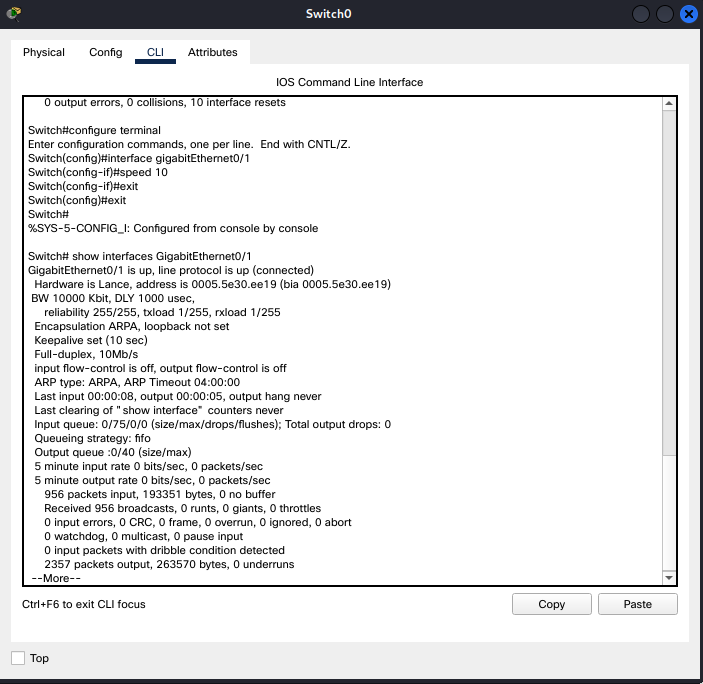 Switch0
Physical Config CLI Attributes
IOS Command Line Interface
0 output errors, 0 collisions, 10 interface resets
Switch#configure terminal
Enter configuration commands, one per line. End with CNTL/Z.
Switch(config)#interface gigabitEthernet0/1
Switch(config-if)#speed 10
Switch(config-if)#exit
Switch(config)#exit
Switch#
%SYS-5-CONFIG_I: Configured from console by console
Switch# show interfaces GigabitEthernet0/1
GigabitEthernet0/1 is up, line protocol is up (connected)
Hardware is Lance, address is 0005.5e30.ee19 (bia 0005.5e30.ee19)
BW 10000 Kbit, DLY 1000 usec,
reliability 255/255, txload 1/255, rxload 1/255
Encapsulation ARPA, loopback not set
Keepalive set (10 sec)
Full-duplex, 10Mb/s
input flow-control is off, output flow-control is off
ARP type: ARPA, ARP Timeout 04:00:00
Last input 00:00:08, output 00:00:05, output hang never
Last clearing of "show interface" counters never
Input queue: 0/75/0/0 (size/max/drops/flushes); Total output drops: 0
Queueing strategy: fifo
Output queue :0/40 (size/max)
5 minute input rate 0 bits/sec, 0 packets/sec
5 minute output rate 0 bits/sec, 0 packets/sec
956 packets input, 193351 bytes, 0 no buffer
Received 956 broadcasts, 0 runts, 0 giants, 0 throttles
0 input errors, 0 CRC, 0 frame, 0 overrun, 0 ignored, 0 abort
0 watchdog, 0 multicast, 0 pause input
0 input packets with dribble condition detected
2357 packets output, 263570 bytes, 0 underruns
--More--
Ctrl+F6 to exit CLI focus
Copy Paste
Top